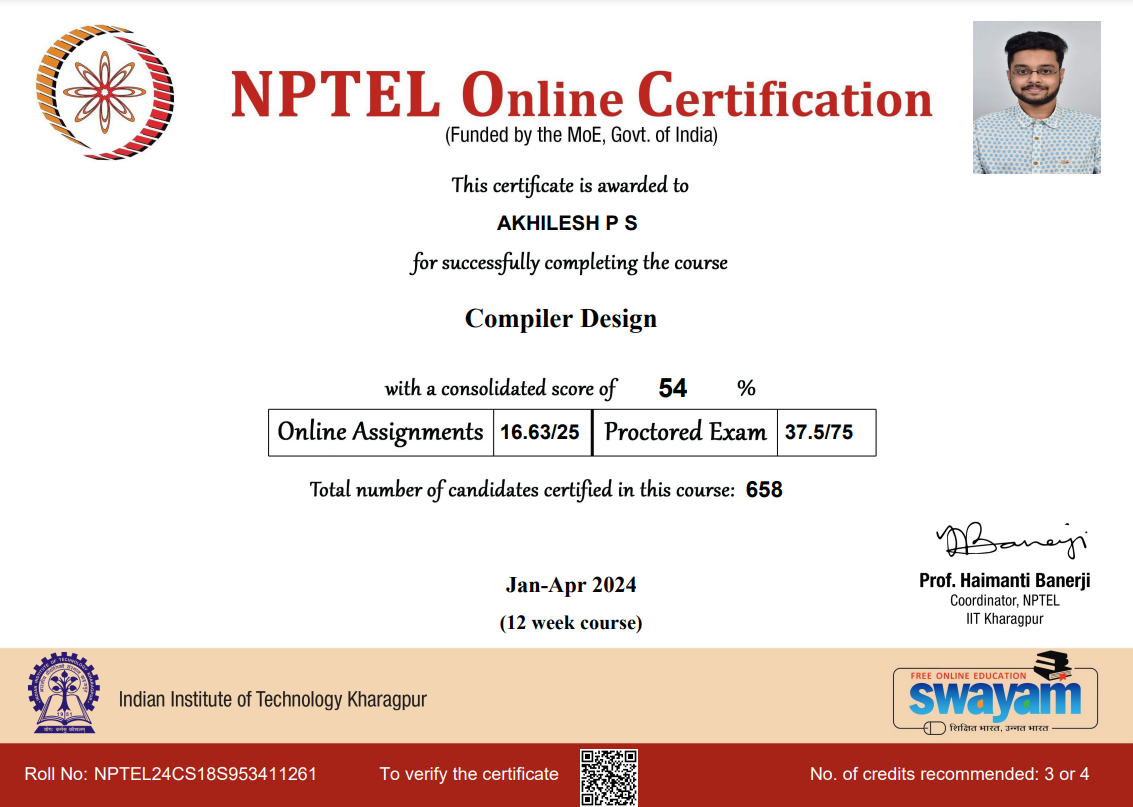 NPTEL Online Certification
(Funded by the MoE, Govt. of India)
This certificate is awarded to
AKHILESH P S
for successfully completing the course
Compiler Design
with a consolidated score of 54 %
Online Assignments 16.63/25 Proctored Exam 37.5/75
Total number of candidates certified in this course: 658
Banerji
Prof. Haimanti Banerji
Coordinator, NPTEL
IIT Kharagpur
Jan-Apr 2024
(12 week course)
Indian Institute of Technology Kharagpur
FREE ONLINE EDUCATION
swayam
शिक्षित भारत, उन्नत भारत
Roll No: NPTEL24CS18S953411261 To verify the certificate No. of credits recommended: 3 or 4